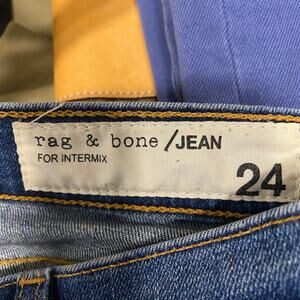 rag & bone /JEAN
FOR INTERMIX
24